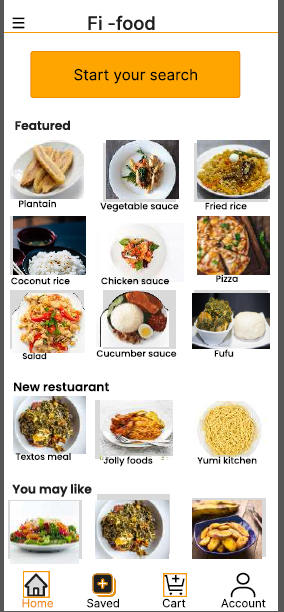 Fi -food
Start your search
Featured
Plantain
Vegetable sauce
Fried rice
Coconut rice
Chicken sauce
Pizza
Salad
Cucumber sauce
Fufu
New restuarant
Textos meal
Jolly foods
Yumi kitchen
You may like
Home
Saved
Cart
Account